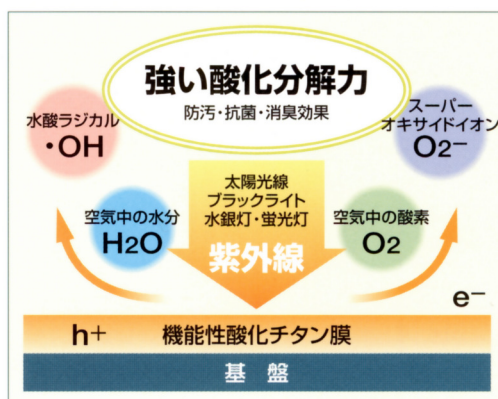 強い酸化分解力
防汚・抗菌・消臭効果
水酸ラジカル
・OH
スーパー
オキサイドイオン
O2−
太陽光線
ブラックライト
水銀灯・蛍光灯
紫外線
空気中の水分
H2O
空気中の酸素
O2
e−
h+
機能性酸化チタン膜
基 盤